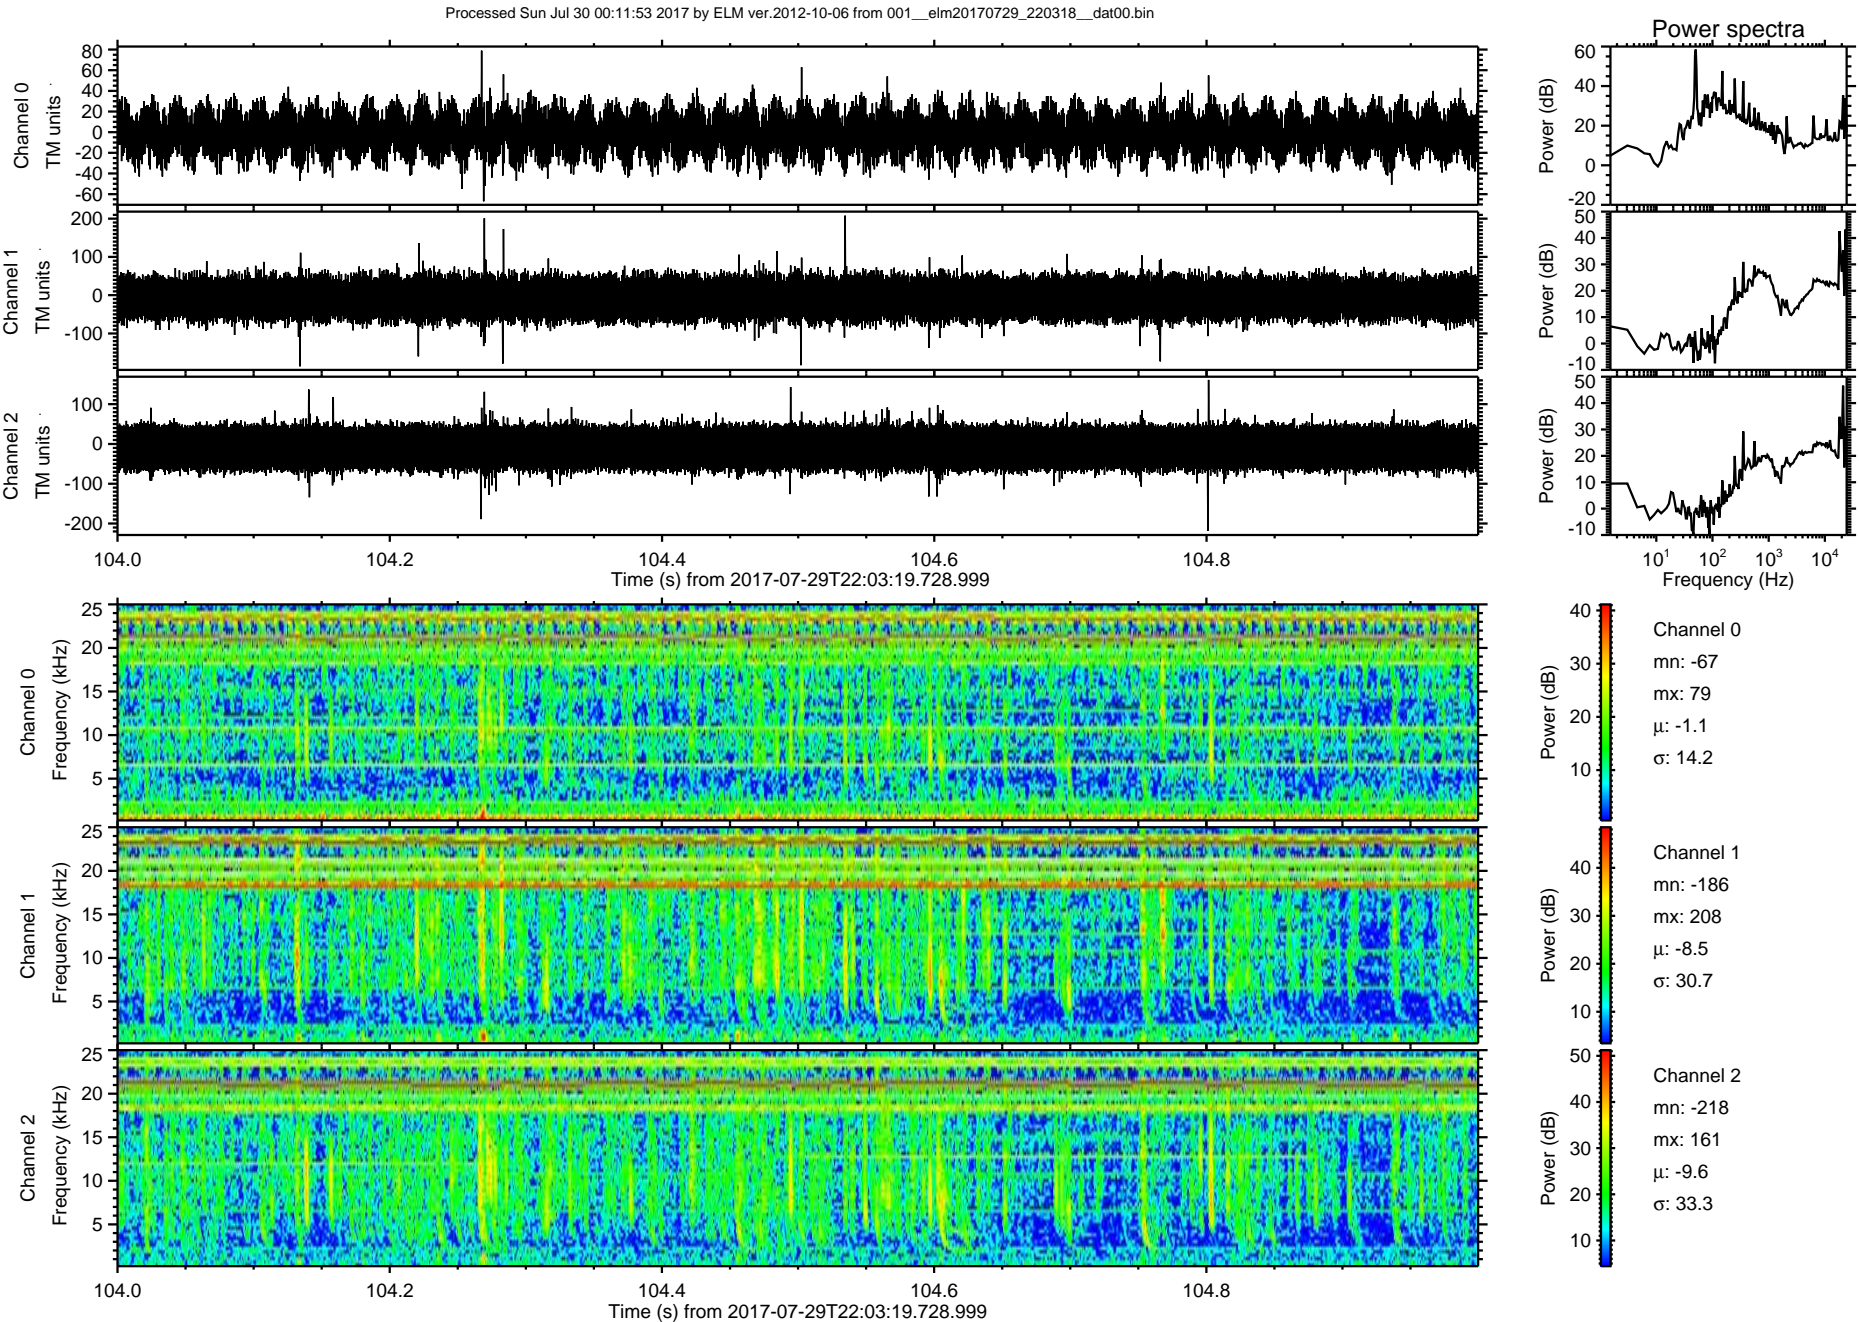 Processed Sun Jul 30 00:11:53 2017 by ELM ver.2012-10-06 from 001__elm20170729_220318__dat00.bin
Power spectra
Channel 0
TM units
80
60
40
20
0
-20
-40
-60
Power (dB)
60
40
20
0
-20
Channel 1
TM units
200
100
0
-100
Power (dB)
50
40
30
20
10
0
-10
Channel 2
TM units
100
0
-100
-200
Power (dB)
50
40
30
20
10
0
-10
104.0 104.2 104.4 104.6 104.8
Time (s) from 2017-07-29T22:03:19.728.999
10¹ 10² 10³ 10⁴
Frequency (Hz)
Channel 0
Frequency (kHz)
25
20
15
10
5
Power (dB)
40
30
20
10
Channel 0
mn: -67
mx: 79
μ: -1.1
σ: 14.2
Channel 1
Frequency (kHz)
25
20
15
10
5
Power (dB)
40
30
20
10
Channel 1
mn: -186
mx: 208
μ: -8.5
σ: 30.7
Channel 2
Frequency (kHz)
25
20
15
10
5
Power (dB)
50
40
30
20
10
Channel 2
mn: -218
mx: 161
μ: -9.6
σ: 33.3
104.0 104.2 104.4 104.6 104.8
Time (s) from 2017-07-29T22:03:19.728.999